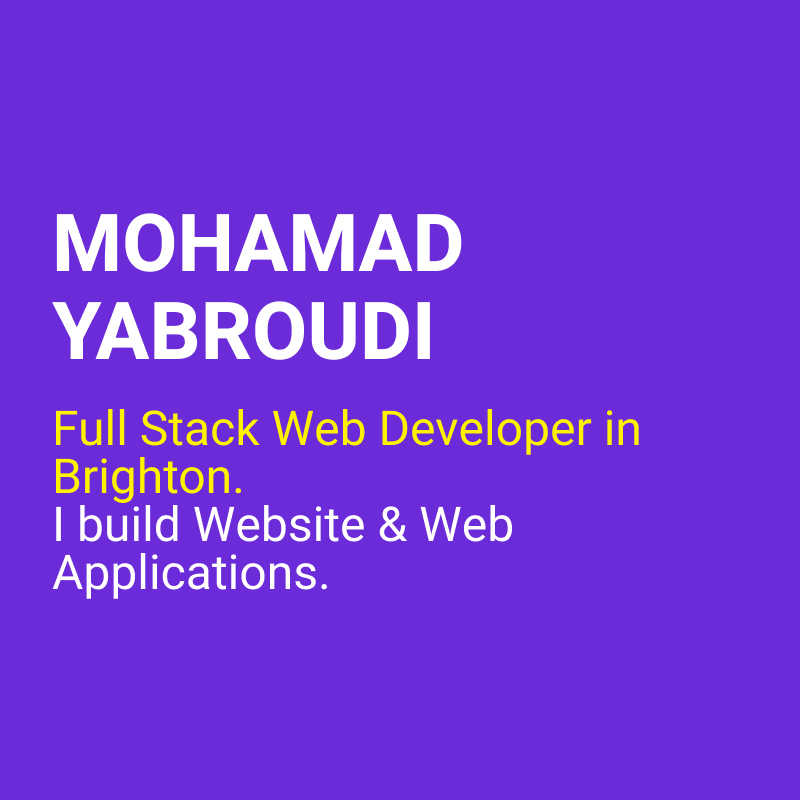 MOHAMAD
YABROUDI
Full Stack Web Developer in
Brighton.
I build Website & Web
Applications.